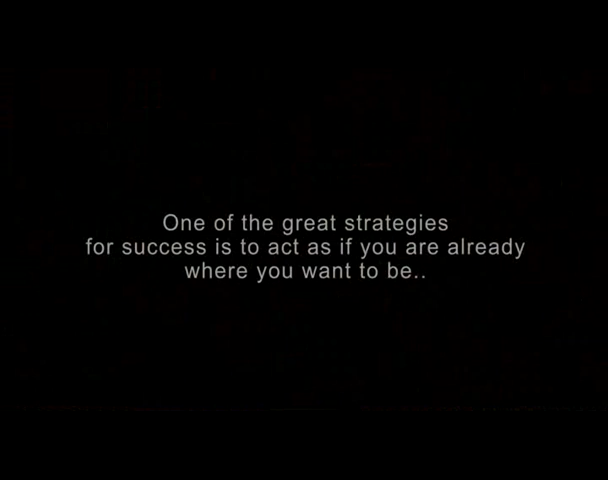 One of the great strategies
for success is to act as if you are already
where you want to be..